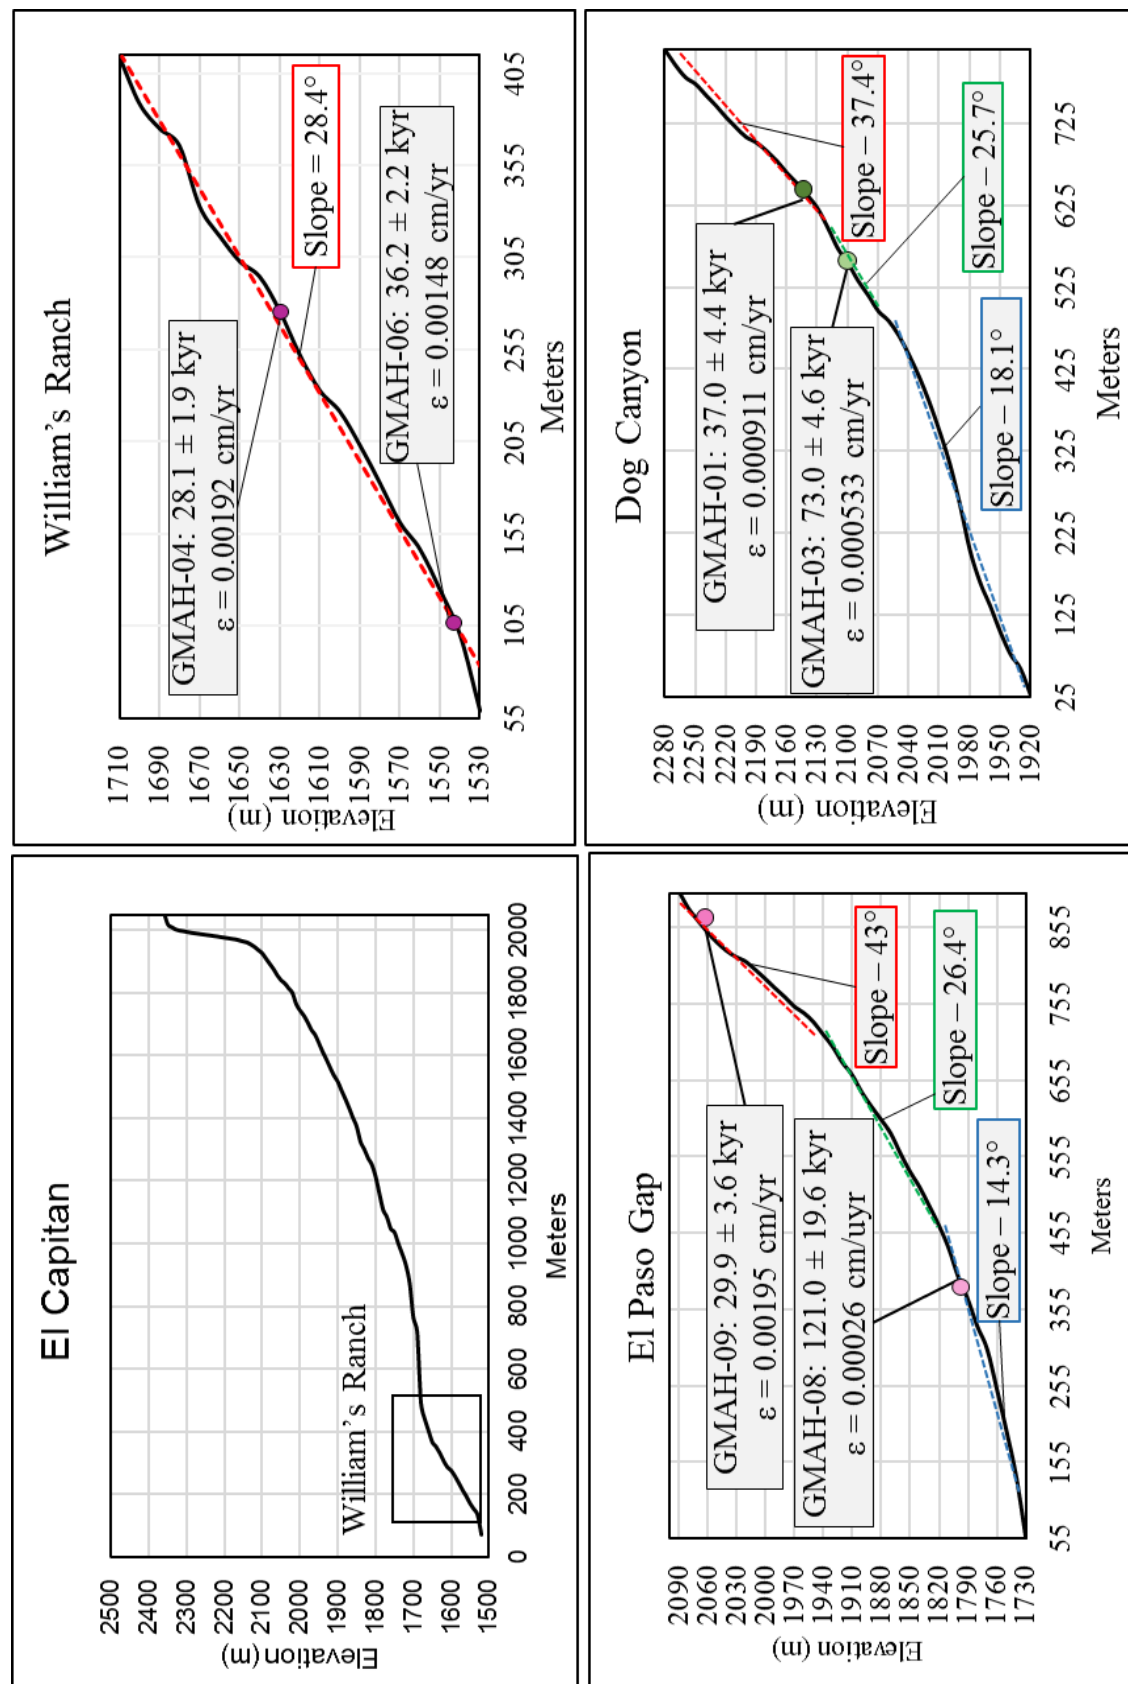 El Capitan
2500
2400
2300
2200
2100
2000
1900
1800
1700
1600
1500
Elevation (m)
William's Ranch
0 200 400 600 800 1000 1200 1400 1600 1800 2000
Meters
William's Ranch
1710
1690
1670
1650
1630
1610
1590
1570
1550
1530
Elevation (m)
GMAH-04: 28.1 ± 1.9 kyr
ε = 0.00192 cm/yr
Slope = 28.4°
GMAH-06: 36.2 ± 2.2 kyr
ε = 0.00148 cm/yr
55 105 155 205 255 305 355 405
Meters
El Paso Gap
2090
2060
2030
2000
1970
1940
1910
1880
1850
1820
1790
1760
1730
Elevation (m)
GMAH-09: 29.9 ± 3.6 kyr
ε = 0.00195 cm/yr
GMAH-08: 121.0 ± 19.6 kyr
ε = 0.00026 cm/uyr
Slope – 43°
Slope – 26.4°
Slope – 14.3°
55 155 255 355 455 555 655 755 855
Meters
Dog Canyon
2280
2250
2220
2190
2160
2130
2100
2070
2040
2010
1980
1950
1920
Elevation (m)
GMAH-01: 37.0 ± 4.4 kyr
ε = 0.000911 cm/yr
GMAH-03: 73.0 ± 4.6 kyr
ε = 0.000533 cm/yr
Slope – 37.4°
Slope – 25.7°
Slope – 18.1°
25 125 225 325 425 525 625 725
Meters